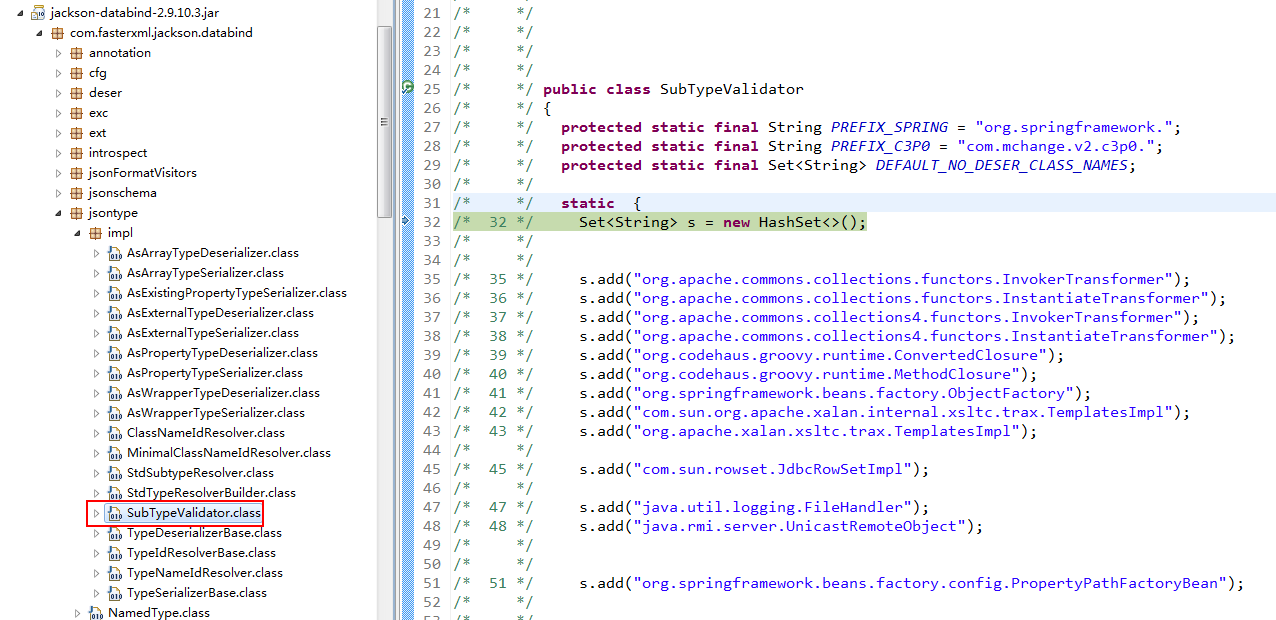 jackson-databind-2.9.10.3.jar
com.fasterxml.jackson.databind
annotation
cfg
deser
exc
ext
introspect
jsonFormatVisitors
jsonschema
jsontype
impl
AsArrayTypeDeserializer.class
AsArrayTypeSerializer.class
AsExistingPropertyTypeSerializer.class
AsExternalTypeDeserializer.class
AsExternalTypeSerializer.class
AsPropertyTypeDeserializer.class
AsPropertyTypeSerializer.class
AsWrapperTypeDeserializer.class
AsWrapperTypeSerializer.class
ClassNameIdResolver.class
MinimalClassNameIdResolver.class
StdSubtypeResolver.class
StdTypeResolverBuilder.class
SubTypeValidator.class
TypeDeserializerBase.class
TypeIdResolverBase.class
TypeNameIdResolver.class
TypeSerializerBase.class
NamedType.class
21 /* */
22 /* */
23 /* */
24 /* */
25 /* */ public class SubTypeValidator
26 /* */ {
27 /* */ protected static final String PREFIX_SPRING = "org.springframework.";
28 /* */ protected static final String PREFIX_C3P0 = "com.mchange.v2.c3p0.";
29 /* */ protected static final Set<String> DEFAULT_NO_DESER_CLASS_NAMES;
30 /* */
31 /* */ static {
32 /* 32 */ Set<String> s = new HashSet<>();
33 /* */
34 /* */
35 /* 35 */ s.add("org.apache.commons.collections.functors.InvokerTransformer");
36 /* 36 */ s.add("org.apache.commons.collections.functors.InstantiateTransformer");
37 /* 37 */ s.add("org.apache.commons.collections4.functors.InvokerTransformer");
38 /* 38 */ s.add("org.apache.commons.collections4.functors.InstantiateTransformer");
39 /* 39 */ s.add("org.codehaus.groovy.runtime.ConvertedClosure");
40 /* 40 */ s.add("org.codehaus.groovy.runtime.MethodClosure");
41 /* 41 */ s.add("org.springframework.beans.factory.ObjectFactory");
42 /* 42 */ s.add("com.sun.org.apache.xalan.internal.xsltc.trax.TemplatesImpl");
43 /* 43 */ s.add("org.apache.xalan.xsltc.trax.TemplatesImpl");
44 /* */
45 /* 45 */ s.add("com.sun.rowset.JdbcRowSetImpl");
46 /* */
47 /* 47 */ s.add("java.util.logging.FileHandler");
48 /* 48 */ s.add("java.rmi.server.UnicastRemoteObject");
49 /* */
50 /* */
51 /* 51 */ s.add("org.springframework.beans.factory.config.PropertyPathFactoryBean");
52 /* */